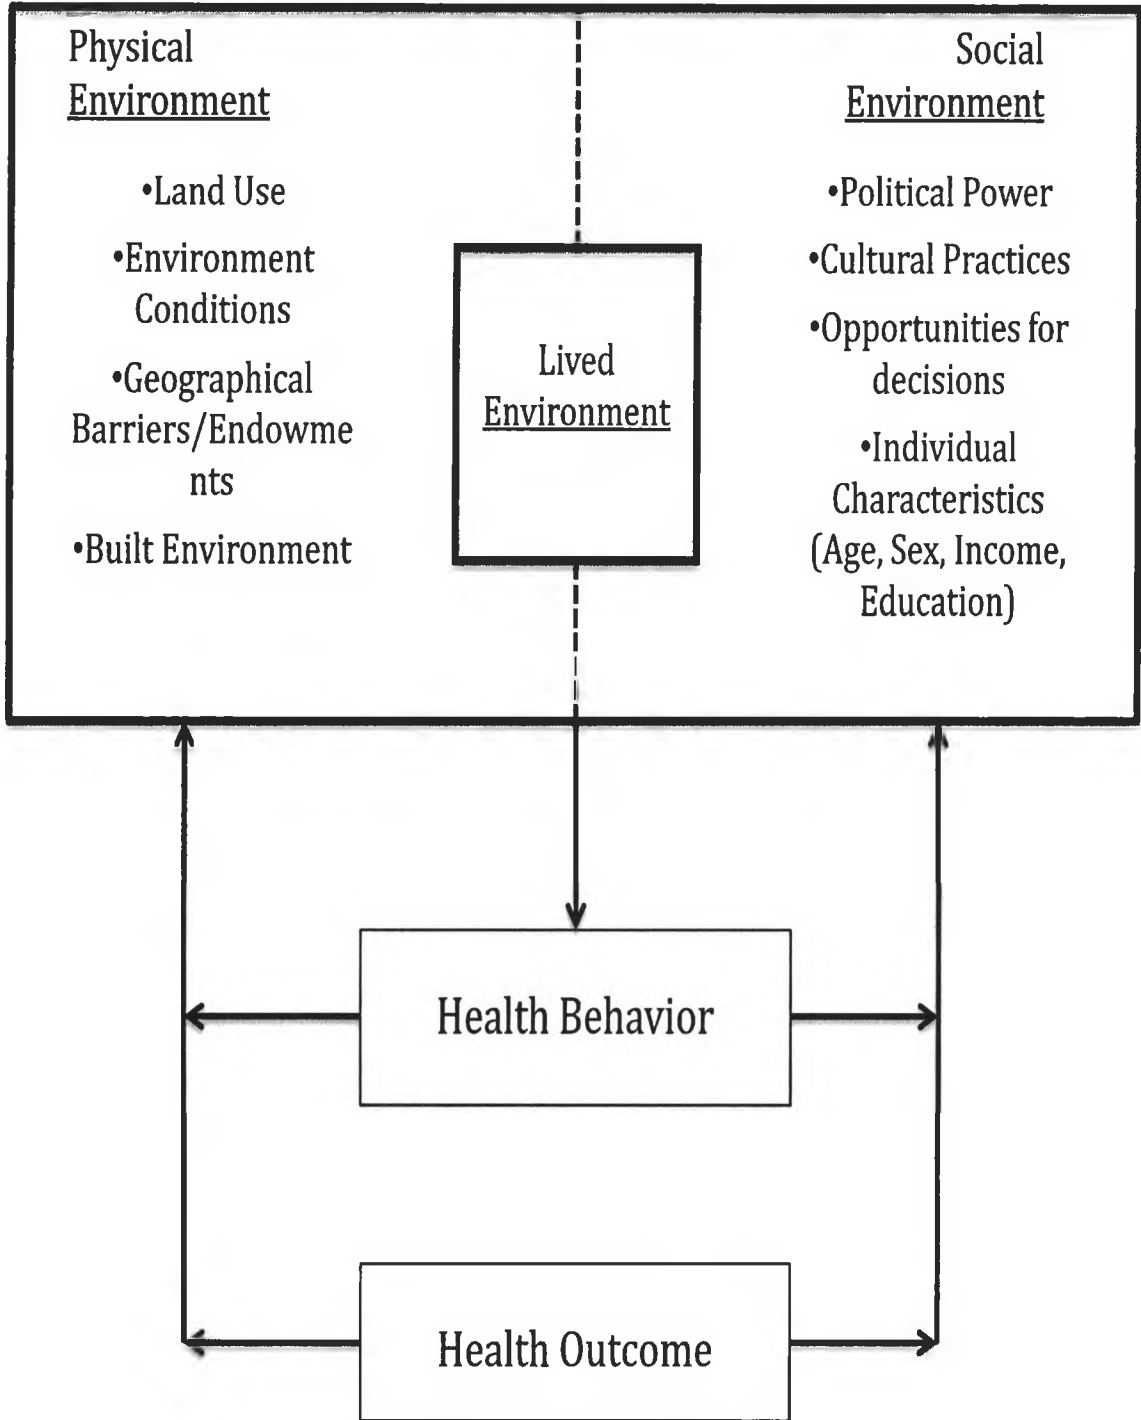 Physical
Environment
•Land Use
•Environment
Conditions
•Geographical
Barriers/Endowme
nts
•Built Environment
Lived
Environment
Social
Environment
•Political Power
•Cultural Practices
•Opportunities for
decisions
•Individual
Characteristics
(Age, Sex, Income,
Education)
Health Behavior
Health Outcome